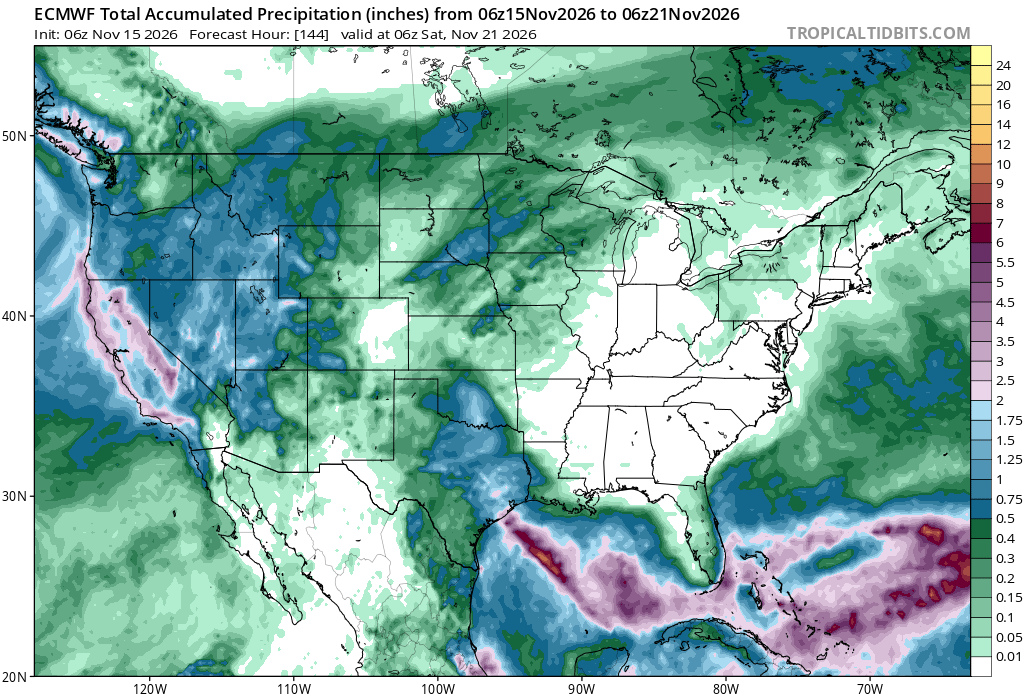 ECMWF Total Accumulated Precipitation (inches) from 06z15Nov2026 to 06z21Nov2026
Init: 06z Nov 15 2026 Forecast Hour: [144] valid at 06z Sat, Nov 21 2026
TROPICALTIDBITS.COM
24
20
16
14
12
10
9
8
7
6
5.5
5
4.5
4
3.5
3
2.5
2
1.75
1.5
1.25
1
0.75
0.5
0.4
0.3
0.2
0.15
0.1
0.05
0.01
50N
40N
30N
20N
120W
110W
100W
90W
80W
70W